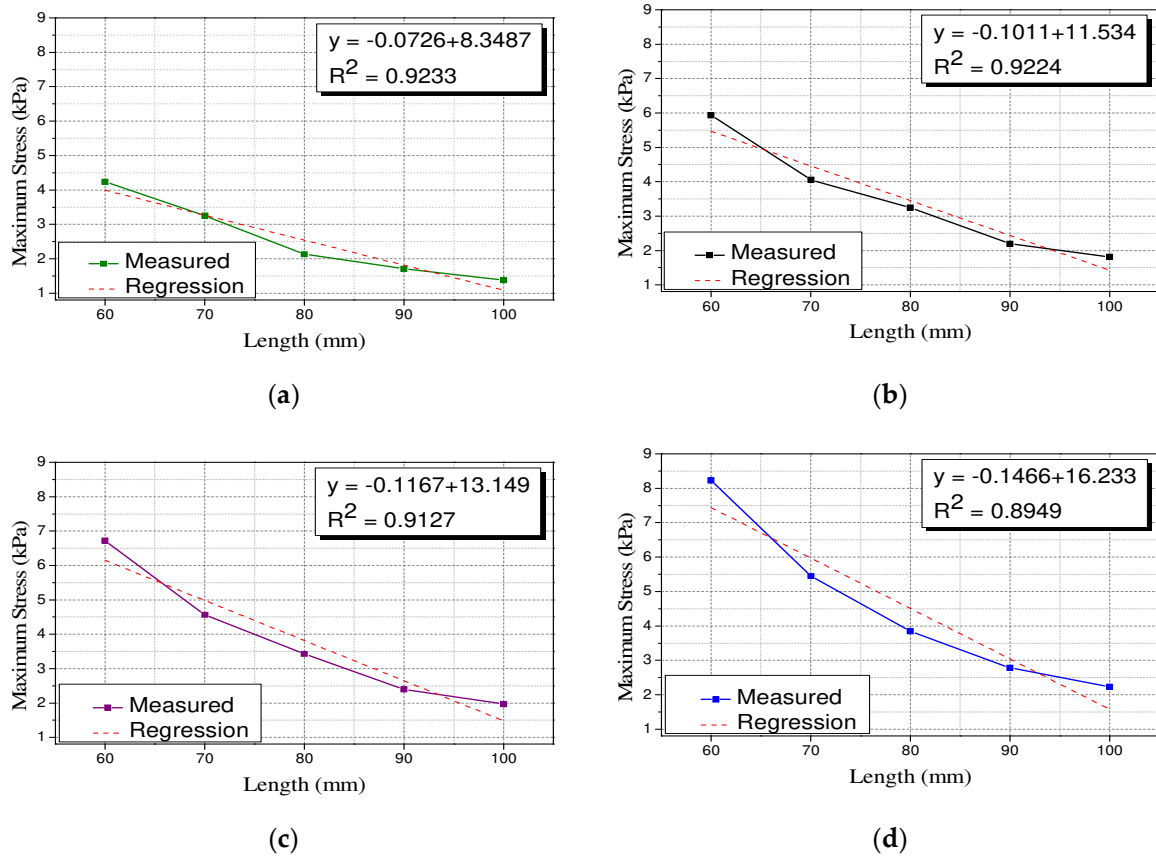 y = -0.0726+8.3487
R² = 0.9233
Maximum Stress (kPa)
9
8
7
6
5
4
3
2
1
Measured
Regression
60 70 80 90 100
Length (mm)
(a)
y = -0.1011+11.534
R² = 0.9224
Maximum Stress (kPa)
9
8
7
6
5
4
3
2
1
Measured
Regression
60 70 80 90 100
Length (mm)
(b)
y = -0.1167+13.149
R² = 0.9127
Maximum Stress (kPa)
9
8
7
6
5
4
3
2
1
Measured
Regression
60 70 80 90 100
Length (mm)
(c)
y = -0.1466+16.233
R² = 0.8949
Maximum Stress (kPa)
9
8
7
6
5
4
3
2
1
Measured
Regression
60 70 80 90 100
Length (mm)
(d)